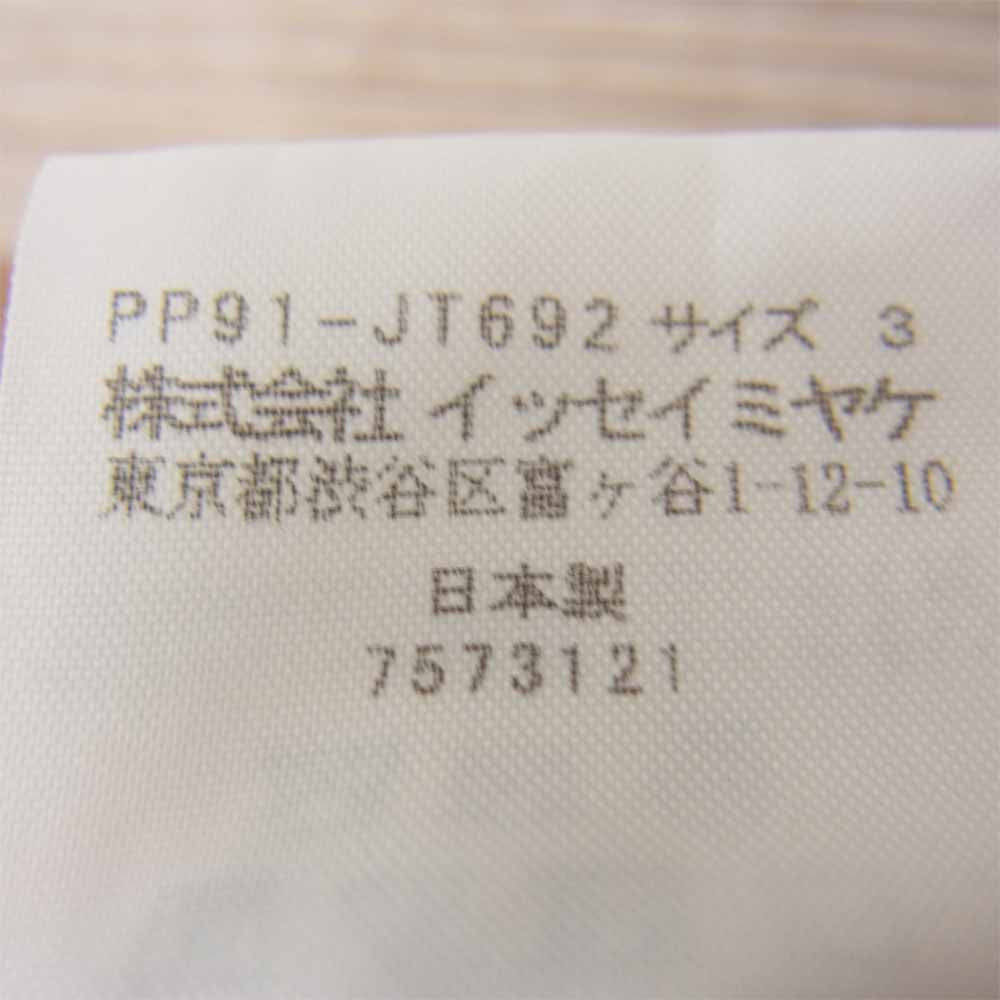 PP91-JT692 サイズ 3
株式会社 イッセイミヤケ
東京都渋谷区富ヶ谷1-12-10
日本製
7573121